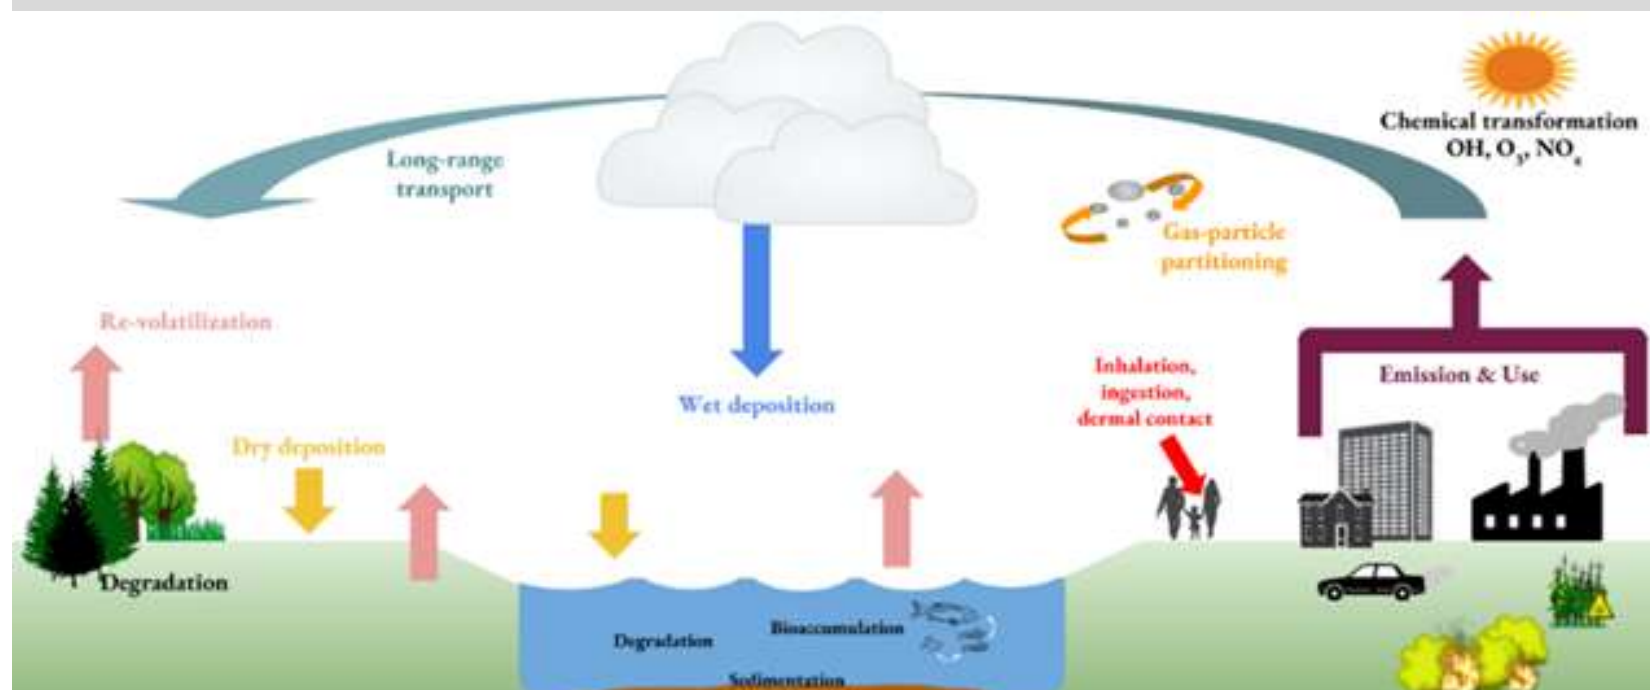 Chemical transformation
OH, O₃, NOₓ
Long-range
transport
Gas-particle
partitioning
Re-volatilization
Inhalation,
ingestion,
dermal contact
Emission & Use
Wet deposition
Dry deposition
Degradation
Bioaccumulation
Degradation
Sedimentation